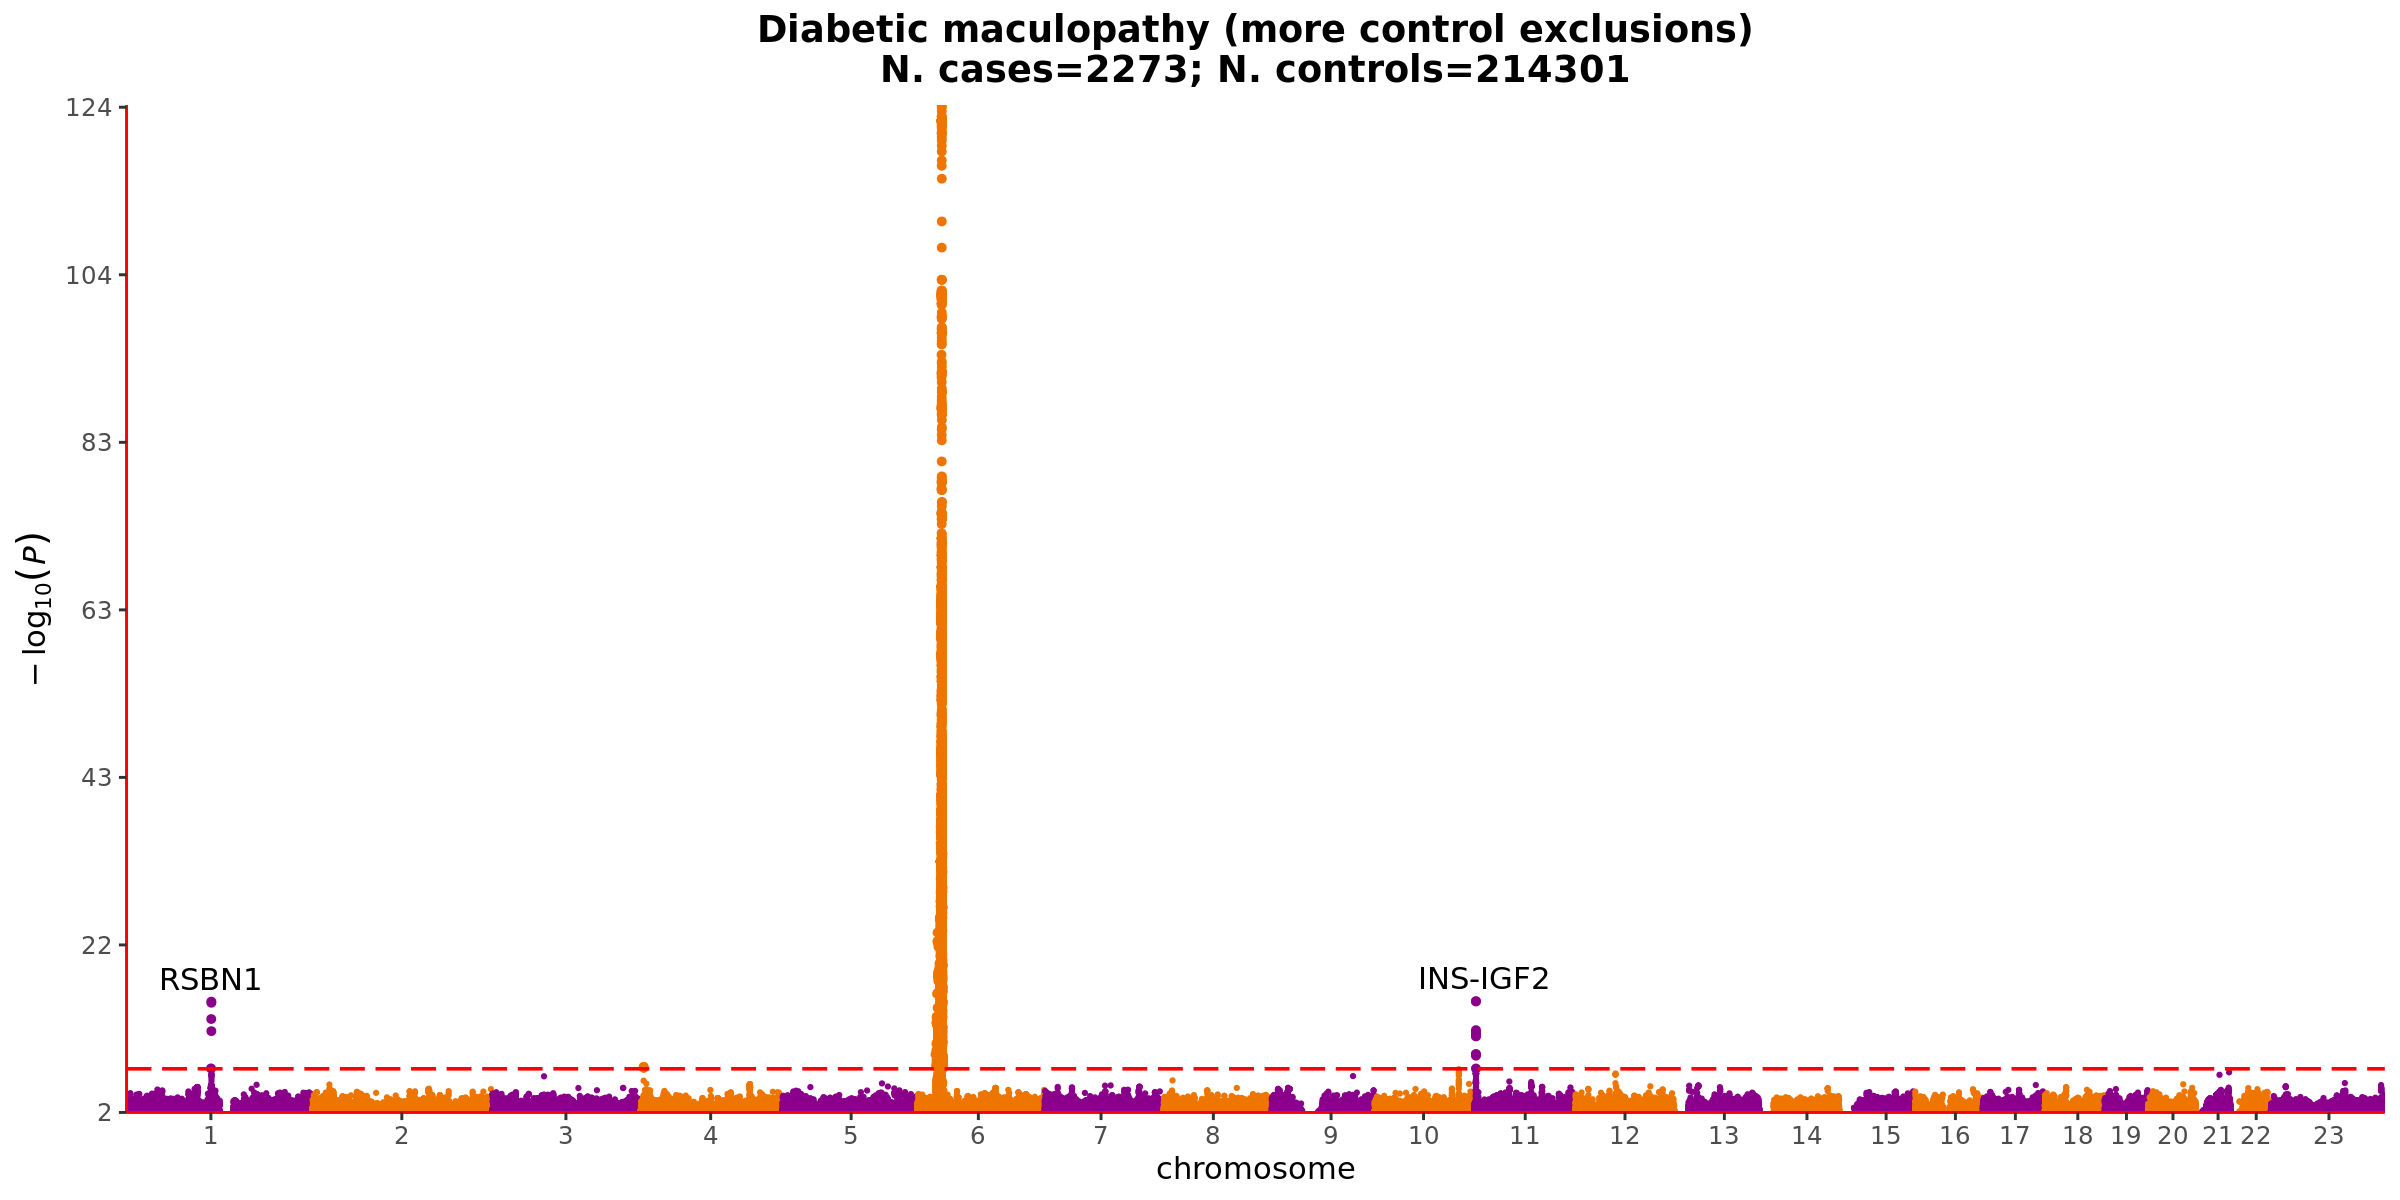 Diabetic maculopathy (more control exclusions)
N. cases=2273; N. controls=214301
124
104
83
63
43
22
2
−log₁₀(P)
RSBN1
INS-IGF2
1 2 3 4 5 6 7 8 9 10 11 12 13 14 15 16 17 18 19 20 21 22 23
chromosome